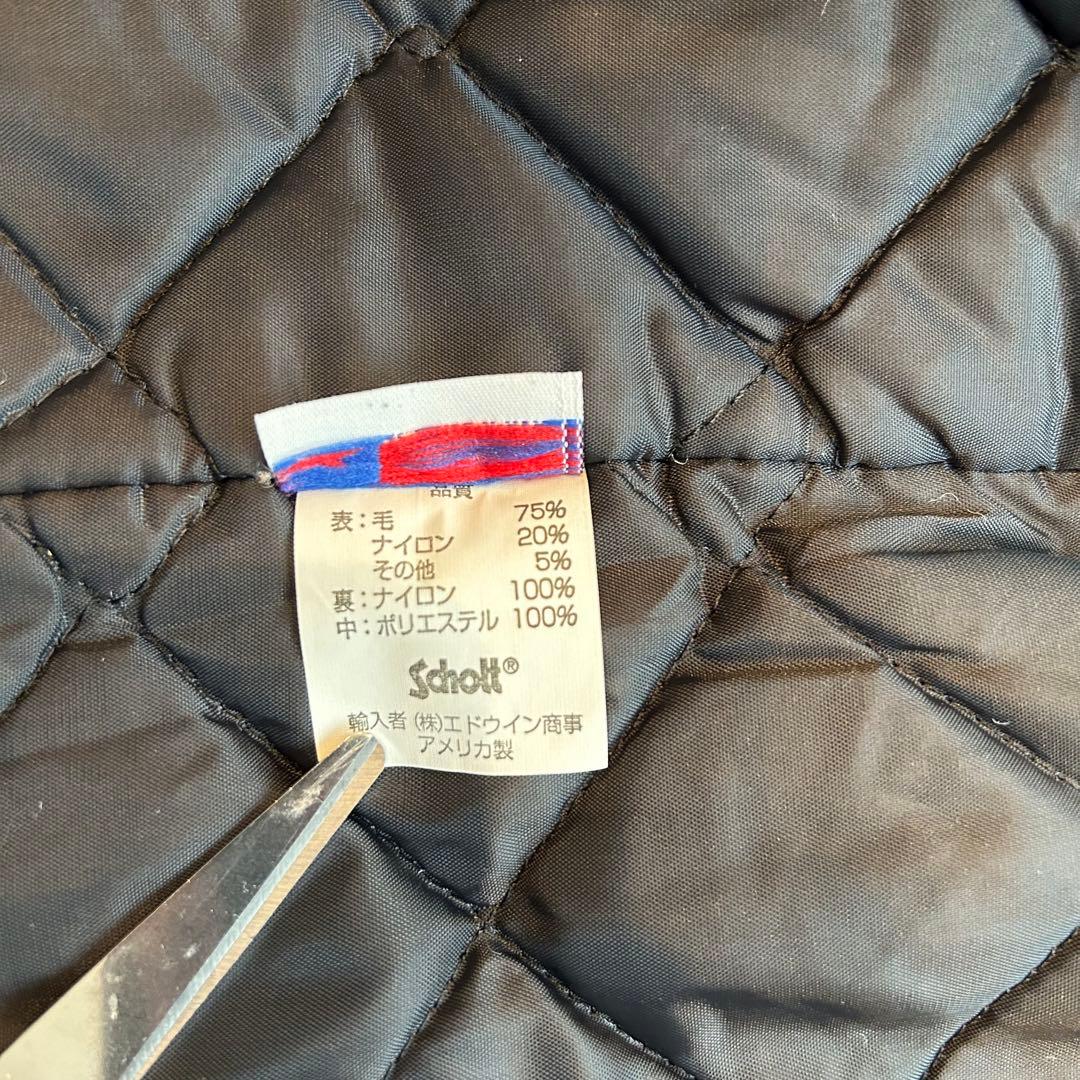 品質
表:毛 75%
ナイロン 20%
その他 5%
裏:ナイロン 100%
中:ポリエステル 100%
Schott®
輸入者 (株)エドウイン商事
アメリカ製